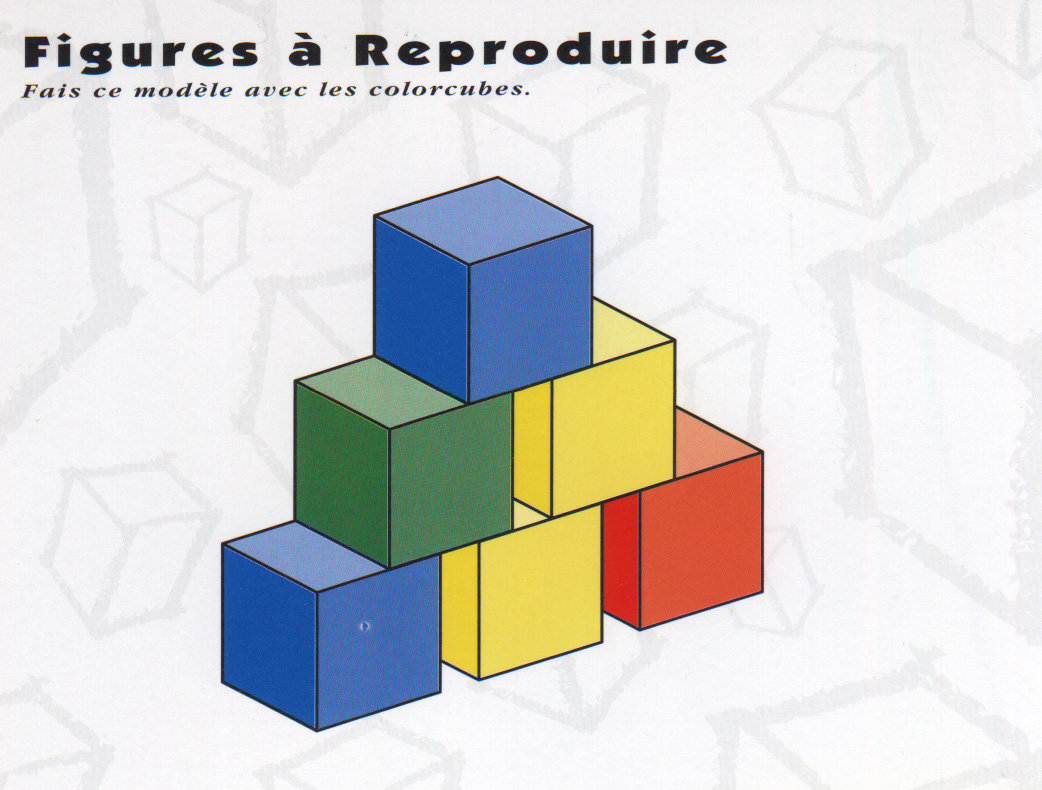 Figures à Reproduire
Fais ce modèle avec les colorcubes.